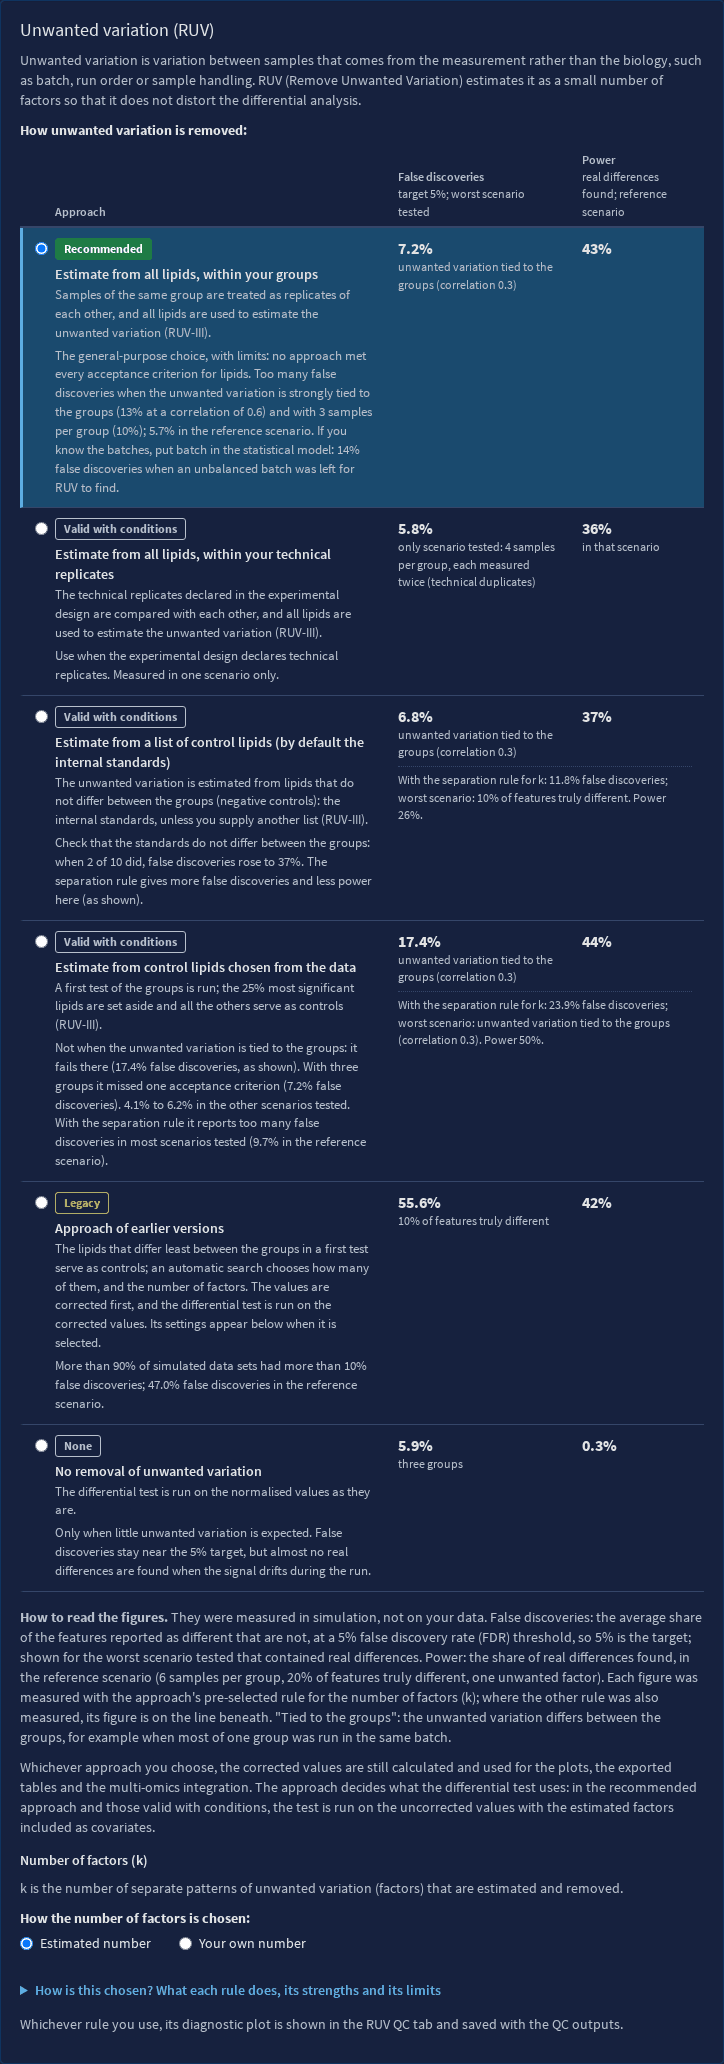 Unwanted variation (RUV)
Unwanted variation is variation between samples that comes from the measurement rather than the biology, such
as batch, run order or sample handling. RUV (Remove Unwanted Variation) estimates it as a small number of
factors so that it does not distort the differential analysis.
How unwanted variation is removed:
Approach
False discoveries
target 5%; worst scenario
tested
Power
real differences
found; reference
scenario
Recommended
Estimate from all lipids, within your groups
Samples of the same group are treated as replicates of
each other, and all lipids are used to estimate the
unwanted variation (RUV-III).
The general-purpose choice, with limits: no approach met
every acceptance criterion for lipids. Too many false
discoveries when the unwanted variation is strongly tied to
the groups (13% at a correlation of 0.6) and with 3 samples
per group (10%); 5.7% in the reference scenario. If you
know the batches, put batch in the statistical model: 14%
false discoveries when an unbalanced batch was left for
RUV to find.
7.2%
unwanted variation tied to the
groups (correlation 0.3)
43%
Valid with conditions
Estimate from all lipids, within your technical
replicates
The technical replicates declared in the experimental
design are compared with each other, and all lipids are
used to estimate the unwanted variation (RUV-III).
Use when the experimental design declares technical
replicates. Measured in one scenario only.
5.8%
only scenario tested: 4 samples
per group, each measured
twice (technical duplicates)
36%
in that scenario
Valid with conditions
Estimate from a list of control lipids (by default the
internal standards)
The unwanted variation is estimated from lipids that do
not differ between the groups (negative controls): the
internal standards, unless you supply another list (RUV-III).
Check that the standards do not differ between the groups:
when 2 of 10 did, false discoveries rose to 37%. The
separation rule gives more false discoveries and less power
here (as shown).
6.8%
unwanted variation tied to the
groups (correlation 0.3)
37%
With the separation rule for k: 11.8% false discoveries;
worst scenario: 10% of features truly different. Power
26%.
Valid with conditions
Estimate from control lipids chosen from the data
A first test of the groups is run; the 25% most significant
lipids are set aside and all the others serve as controls
(RUV-III).
Not when the unwanted variation is tied to the groups: it
fails there (17.4% false discoveries, as shown). With three
groups it missed one acceptance criterion (7.2% false
discoveries). 4.1% to 6.2% in the other scenarios tested.
With the separation rule it reports too many false
discoveries in most scenarios tested (9.7% in the reference
scenario).
17.4%
unwanted variation tied to the
groups (correlation 0.3)
44%
With the separation rule for k: 23.9% false discoveries;
worst scenario: unwanted variation tied to the groups
(correlation 0.3). Power 50%.
Legacy
Approach of earlier versions
The lipids that differ least between the groups in a first test
serve as controls; an automatic search chooses how many
of them, and the number of factors. The values are
corrected first, and the differential test is run on the
corrected values. Its settings appear below when it is
selected.
More than 90% of simulated data sets had more than 10%
false discoveries; 47.0% false discoveries in the reference
scenario.
55.6%
10% of features truly different
42%
None
No removal of unwanted variation
The differential test is run on the normalised values as they
are.
Only when little unwanted variation is expected. False
discoveries stay near the 5% target, but almost no real
differences are found when the signal drifts during the run.
5.9%
three groups
0.3%
How to read the figures. They were measured in simulation, not on your data. False discoveries: the average share
of the features reported as different that are not, at a 5% false discovery rate (FDR) threshold, so 5% is the target;
shown for the worst scenario tested that contained real differences. Power: the share of real differences found, in
the reference scenario (6 samples per group, 20% of features truly different, one unwanted factor). Each figure was
measured with the approach's pre-selected rule for the number of factors (k); where the other rule was also
measured, its figure is on the line beneath. "Tied to the groups": the unwanted variation differs between the
groups, for example when most of one group was run in the same batch.
Whichever approach you choose, the corrected values are still calculated and used for the plots, the exported
tables and the multi-omics integration. The approach decides what the differential test uses: in the recommended
approach and those valid with conditions, the test is run on the uncorrected values with the estimated factors
included as covariates.
Number of factors (k)
k is the number of separate patterns of unwanted variation (factors) that are estimated and removed.
How the number of factors is chosen:
Estimated number
Your own number
How is this chosen? What each rule does, its strengths and its limits
Whichever rule you use, its diagnostic plot is shown in the RUV QC tab and saved with the QC outputs.